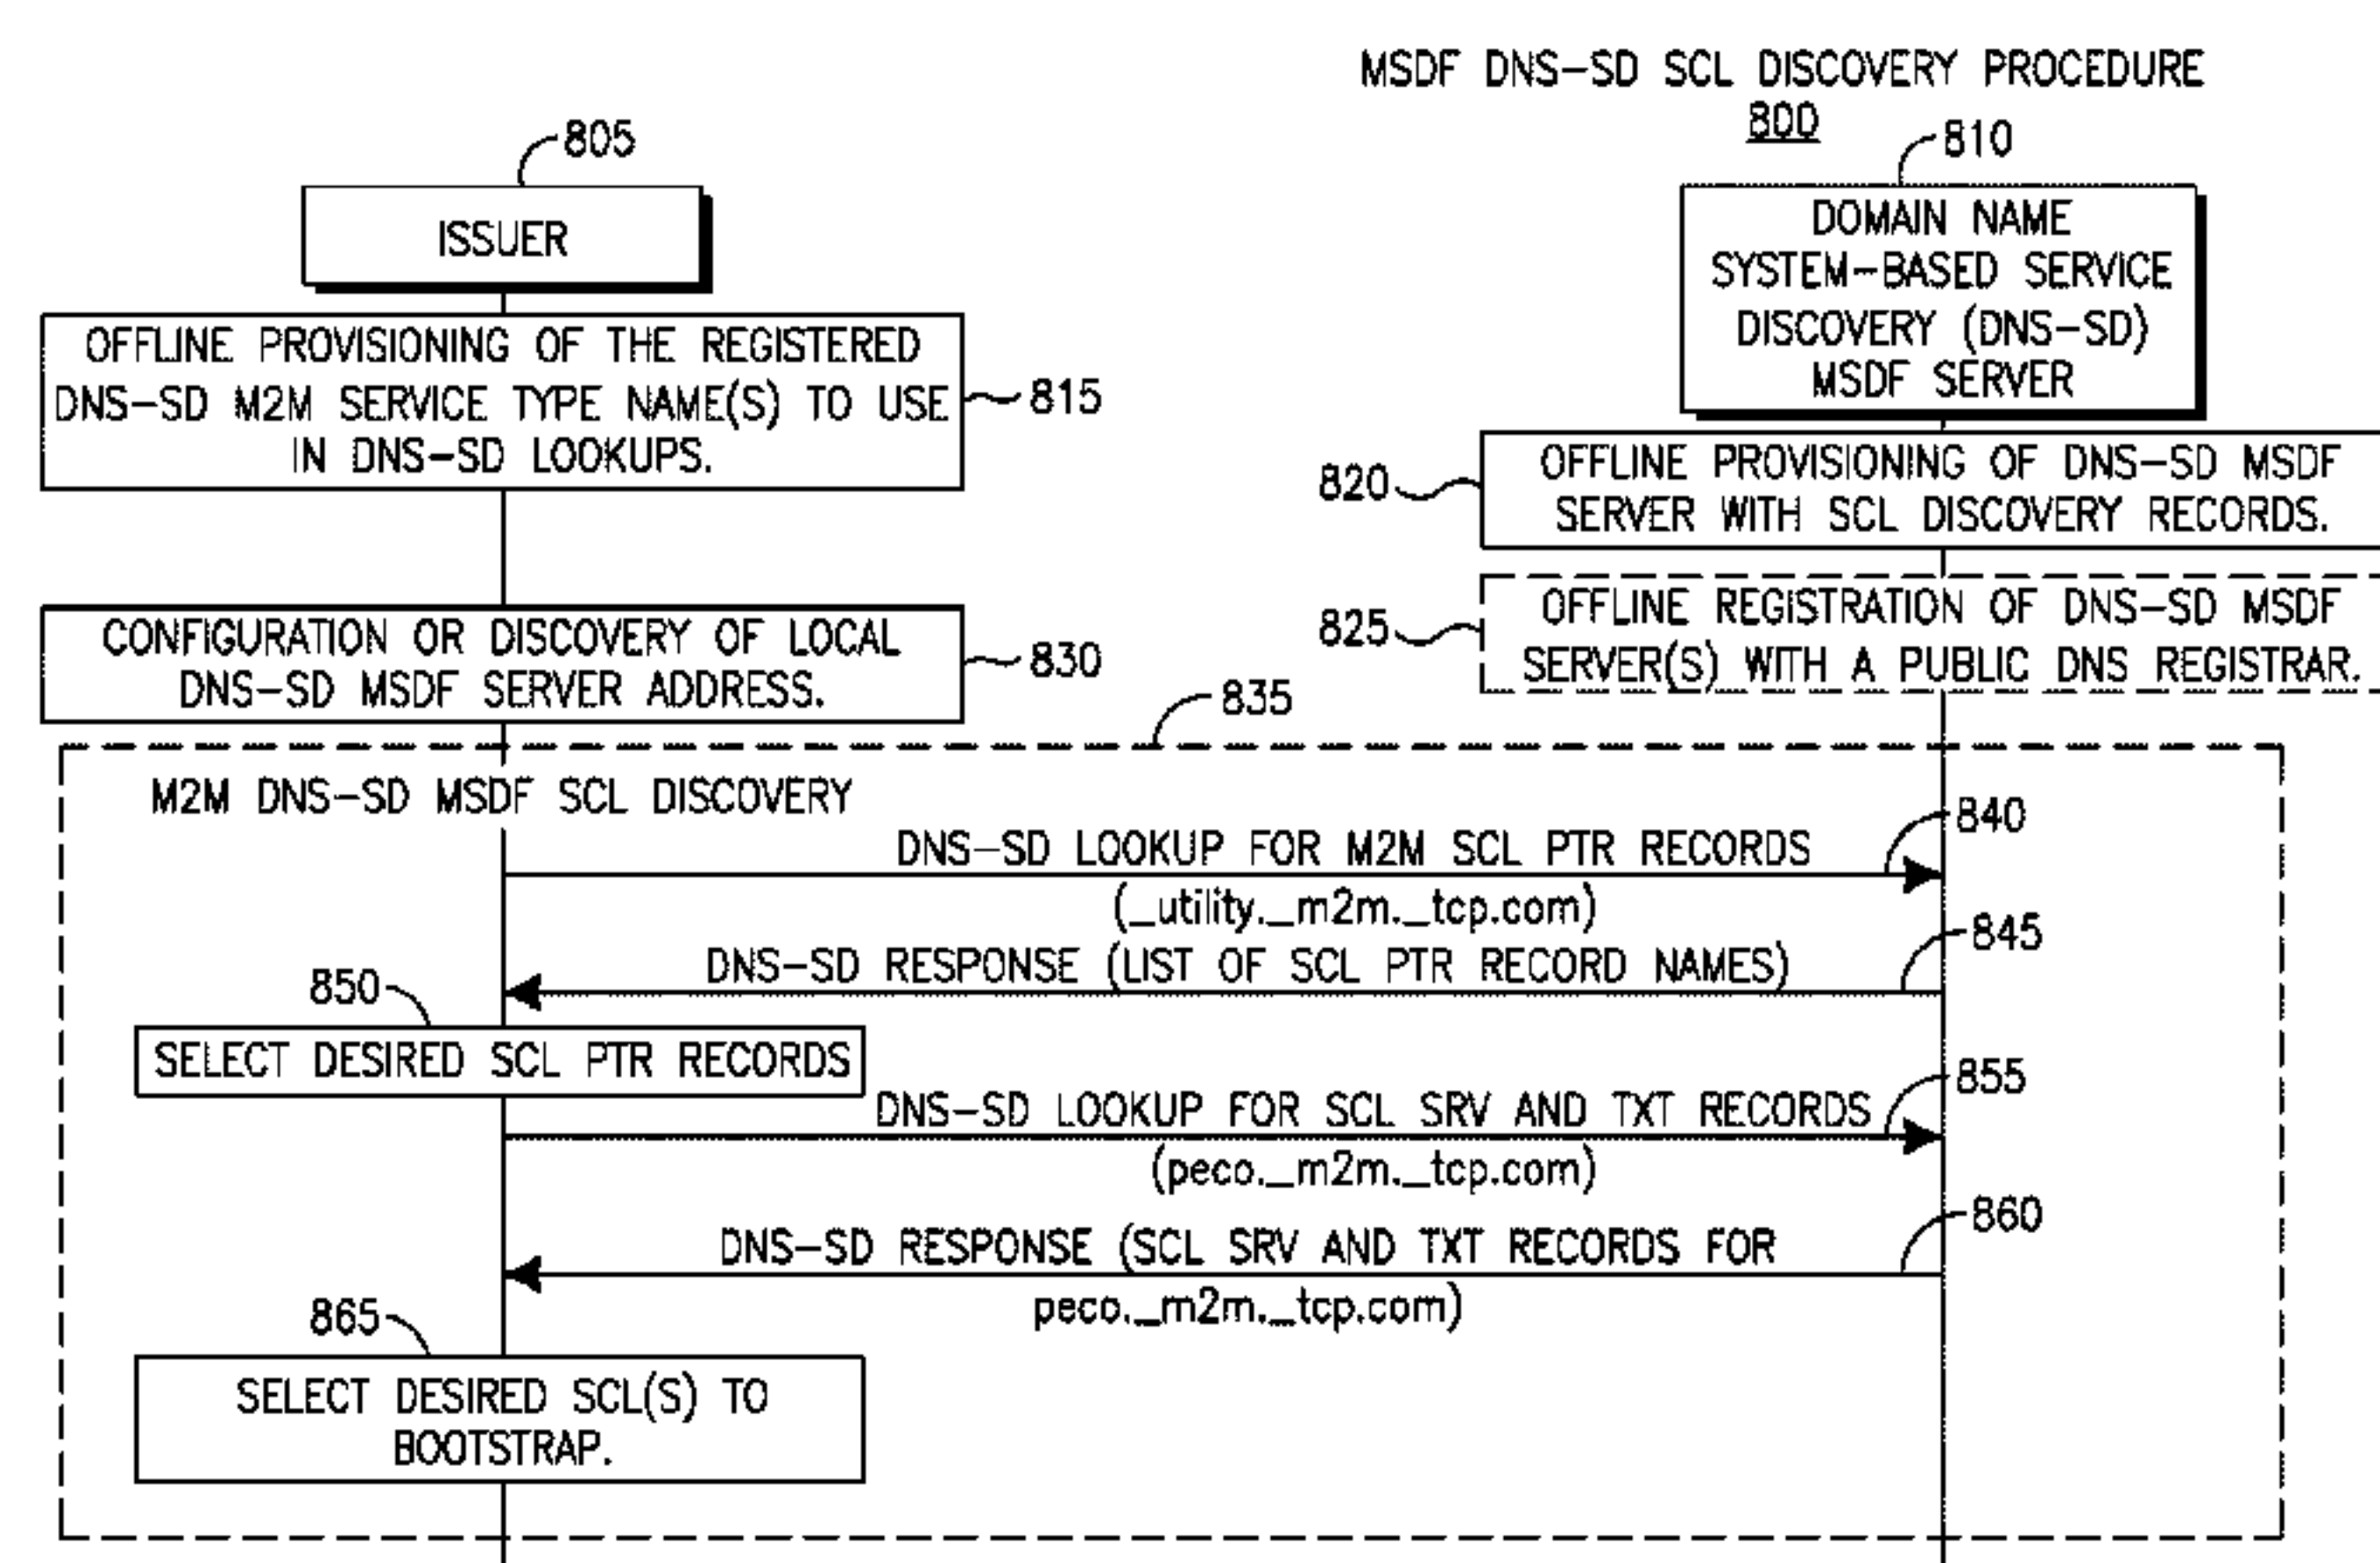 MSDF DNS-SD SCL DISCOVERY PROCEDURE
800
805
810
ISSUER
DOMAIN NAME
SYSTEM-BASED SERVICE
DISCOVERY (DNS-SD)
MSDF SERVER
OFFLINE PROVISIONING OF THE REGISTERED
DNS-SD M2M SERVICE TYPE NAME(S) TO USE
IN DNS-SD LOOKUPS.
815
820
OFFLINE PROVISIONING OF DNS-SD MSDF
SERVER WITH SCL DISCOVERY RECORDS.
825
OFFLINE REGISTRATION OF DNS-SD MSDF
SERVER(S) WITH A PUBLIC DNS REGISTRAR.
CONFIGURATION OR DISCOVERY OF LOCAL
DNS-SD MSDF SERVER ADDRESS.
830
835
M2M DNS-SD MSDF SCL DISCOVERY
DNS-SD LOOKUP FOR M2M SCL PTR RECORDS
840
(_utility._m2m._tcp.com)
DNS-SD RESPONSE (LIST OF SCL PTR RECORD NAMES)
845
850
SELECT DESIRED SCL PTR RECORDS
DNS-SD LOOKUP FOR SCL SRV AND TXT RECORDS
855
(peco._m2m._tcp.com)
DNS-SD RESPONSE (SCL SRV AND TXT RECORDS FOR
860
peco._m2m._tcp.com)
865
SELECT DESIRED SCL(S) TO
BOOTSTRAP.